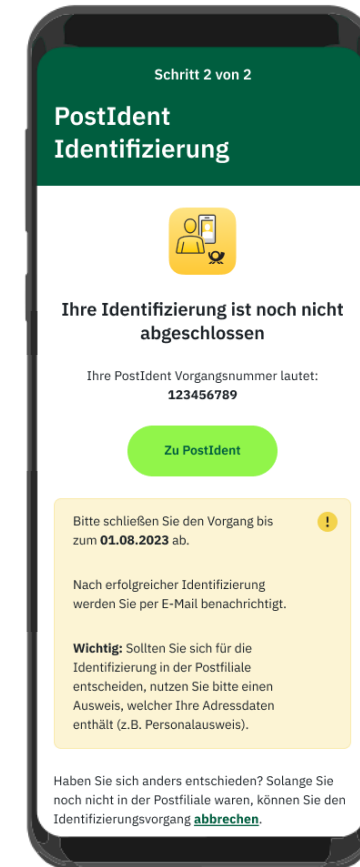 Schritt 2 von 2
PostIdent
Identifizierung
Ihre Identifizierung ist noch nicht
abgeschlossen
Ihre PostIdent Vorgangsnummer lautet:
123456789
Zu PostIdent
Bitte schließen Sie den Vorgang bis
zum 01.08.2023 ab.
Nach erfolgreicher Identifizierung
werden Sie per E-Mail benachrichtigt.
Wichtig: Sollten Sie sich für die
Identifizierung in der Postfiliale
entscheiden, nutzen Sie bitte einen
Ausweis, welcher Ihre Adressdaten
enthält (z.B. Personalausweis).
Haben Sie sich anders entschieden? Solange Sie
noch nicht in der Postfiliale waren, können Sie den
Identifizierungsvorgang abbrechen.